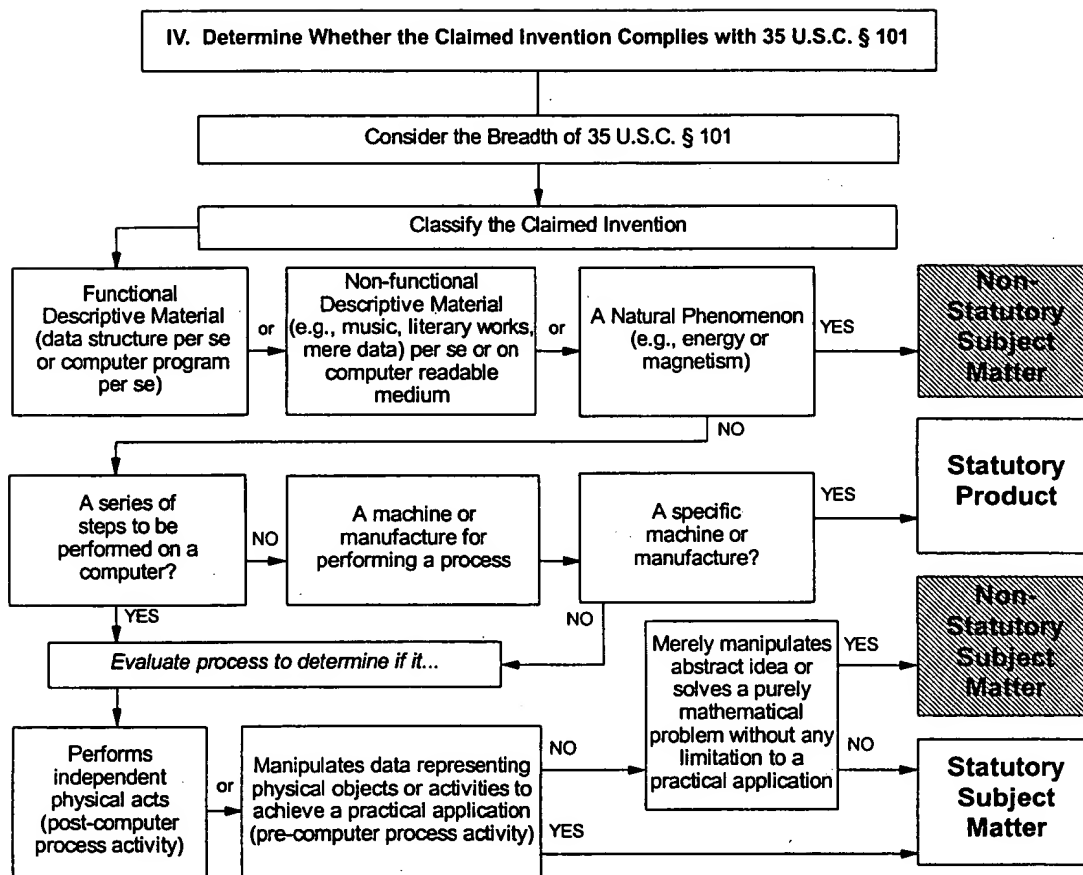 IV. Determine Whether the Claimed Invention Complies with 35 U.S.C. § 101
Consider the Breadth of 35 U.S.C. § 101
Classify the Claimed Invention
Functional
Descriptive Material
(data structure per se
or computer program
per se)
or
Non-functional
Descriptive Material
(e.g., music, literary works,
mere data) per se or on
computer readable
medium
or
A Natural Phenomenon
(e.g., energy or
magnetism)
YES
Non-
Statutory
Subject
Matter
NO
A series of
steps to be
performed on a
computer?
NO
A machine or
manufacture for
performing a process
A specific
machine or
manufacture?
YES
Statutory
Product
YES
NO
Evaluate process to determine if it...
Performs
independent
physical acts
(post-computer
process activity)
or
Manipulates data representing
physical objects or activities to
achieve a practical application
(pre-computer process activity)
NO
YES
Merely manipulates
abstract idea or
solves a purely
mathematical
problem without any
limitation to a
practical application
YES
Non-
Statutory
Subject
Matter
NO
Statutory
Subject
Matter